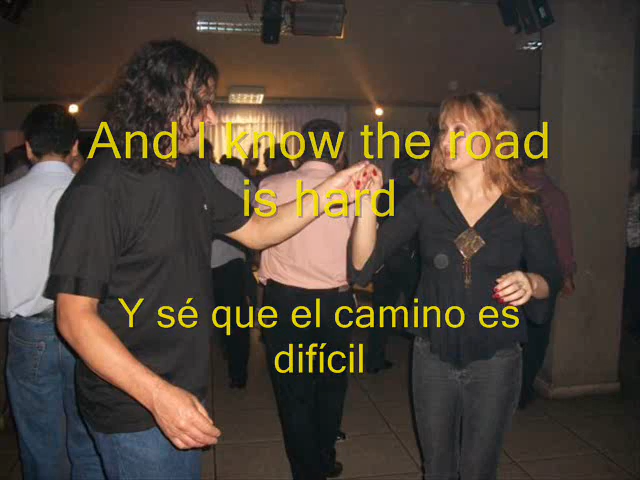 And I know the road
is hard
Y sé que el camino es
difícil